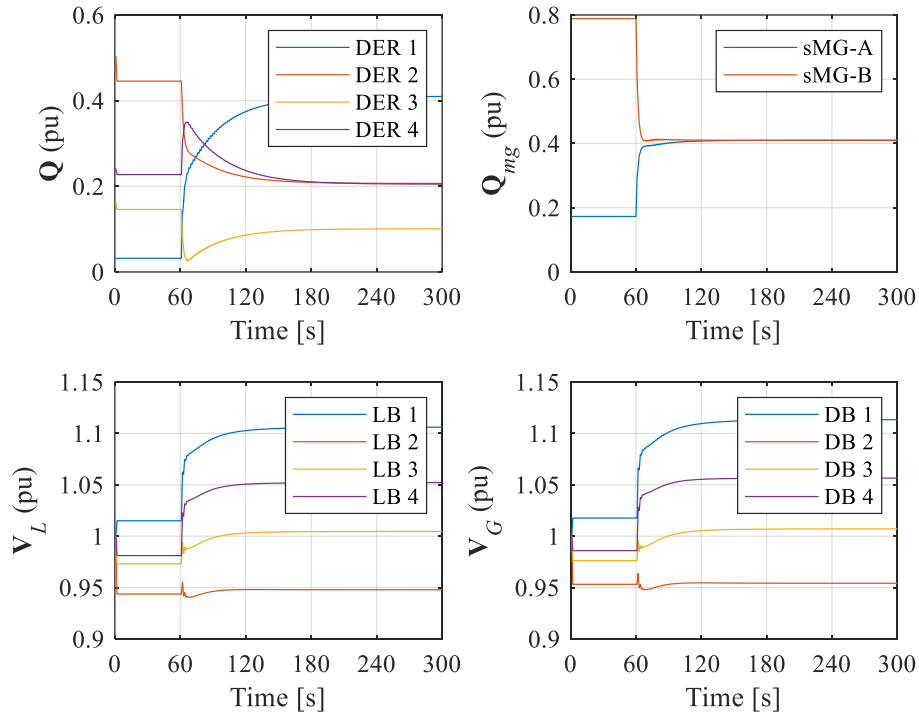 Q (pu)
0.6
0.4
0.2
0
DER 1
DER 2
DER 3
DER 4
0 60 120 180 240 300
Time [s]
Q_mg (pu)
0.8
0.6
0.4
0.2
0
sMG-A
sMG-B
0 60 120 180 240 300
Time [s]
V_L (pu)
1.15
1.1
1.05
1
0.95
0.9
LB 1
LB 2
LB 3
LB 4
0 60 120 180 240 300
Time [s]
V_G (pu)
1.15
1.1
1.05
1
0.95
0.9
DB 1
DB 2
DB 3
DB 4
0 60 120 180 240 300
Time [s]